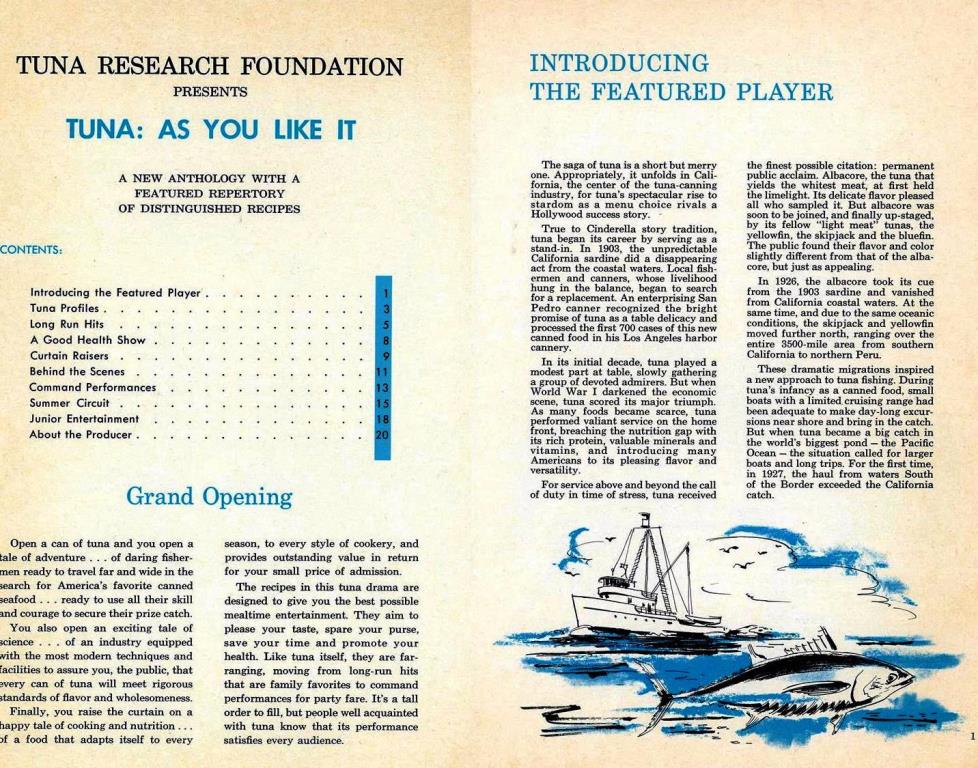 TUNA RESEARCH FOUNDATION
PRESENTS
TUNA: AS YOU LIKE IT
A NEW ANTHOLOGY WITH A
FEATURED REPERTORY
OF DISTINGUISHED RECIPES
CONTENTS:
Introducing the Featured Player . . . . . . . . . . . 1
Tuna Profiles . . . . . . . . . . . . . . . . . 3
Long Run Hits . . . . . . . . . . . . . . . . 5
A Good Health Show . . . . . . . . . . . . . . 8
Curtain Raisers . . . . . . . . . . . . . . . . 9
Behind the Scenes . . . . . . . . . . . . . . . 11
Command Performances . . . . . . . . . . . . . 13
Summer Circuit . . . . . . . . . . . . . . . . 15
Junior Entertainment . . . . . . . . . . . . . . 18
About the Producer . . . . . . . . . . . . . . . 20
Grand Opening
Open a can of tuna and you open a
tale of adventure . . . of daring fisher-
men ready to travel far and wide in the
search for America's favorite canned
seafood . . . ready to use all their skill
and courage to secure their prize catch.
You also open an exciting tale of
science . . . of an industry equipped
with the most modern techniques and
facilities to assure you, the public, that
every can of tuna will meet rigorous
standards of flavor and wholesomeness.
Finally, you raise the curtain on a
happy tale of cooking and nutrition . . .
of a food that adapts itself to every
season, to every style of cookery, and
provides outstanding value in return
for your small price of admission.
The recipes in this tuna drama are
designed to give you the best possible
mealtime entertainment. They aim to
please your taste, spare your purse,
save your time and promote your
health. Like tuna itself, they are far-
ranging, moving from long-run hits
that are family favorites to command
performances for party fare. It's a tall
order to fill, but people well acquainted
with tuna know that its performance
satisfies every audience.
INTRODUCING
THE FEATURED PLAYER
The saga of tuna is a short but merry
one. Appropriately, it unfolds in Cali-
fornia, the center of the tuna-canning
industry, for tuna's spectacular rise to
stardom as a menu choice rivals a
Hollywood success story.
True to Cinderella story tradition,
tuna began its career by serving as a
stand-in. In 1903, the unpredictable
California sardine did a disappearing
act from the coastal waters. Local fish-
ermen and canners, whose livelihood
hung in the balance, began to search
for a replacement. An enterprising San
Pedro canner recognized the bright
promise of tuna as a table delicacy and
processed the first 700 cases of this new
canned food in his Los Angeles harbor
cannery.
In its initial decade, tuna played a
modest part at table, slowly gathering
a group of devoted admirers. But when
World War I darkened the economic
scene, tuna scored its major triumph.
As many foods became scarce, tuna
performed valiant service on the home
front, breaching the nutrition gap with
its rich protein, valuable minerals and
vitamins, and introducing many
Americans to its pleasing flavor and
versatility.
For service above and beyond the call
of duty in time of stress, tuna received
the finest possible citation: permanent
public acclaim. Albacore, the tuna that
yields the whitest meat, at first held
the limelight. Its delicate flavor pleased
all who sampled it. But albacore was
soon to be joined, and finally up-staged,
by its fellow "light meat" tunas, the
yellowfin, the skipjack and the bluefin.
The public found their flavor and color
slightly different from that of the alba-
core, but just as appealing.
In 1926, the albacore took its cue
from the 1903 sardine and vanished
from California coastal waters. At the
same time, and due to the same oceanic
conditions, the skipjack and yellowfin
moved further north, ranging over the
entire 3500-mile area from southern
California to northern Peru.
These dramatic migrations inspired
a new approach to tuna fishing. During
tuna's infancy as a canned food, small
boats with a limited cruising range had
been adequate to make day-long excur-
sions near shore and bring in the catch.
But when tuna became a big catch in
the world's biggest pond — the Pacific
Ocean — the situation called for larger
boats and long trips. For the first time,
in 1927, the haul from waters South
of the Border exceeded the California
catch.
1